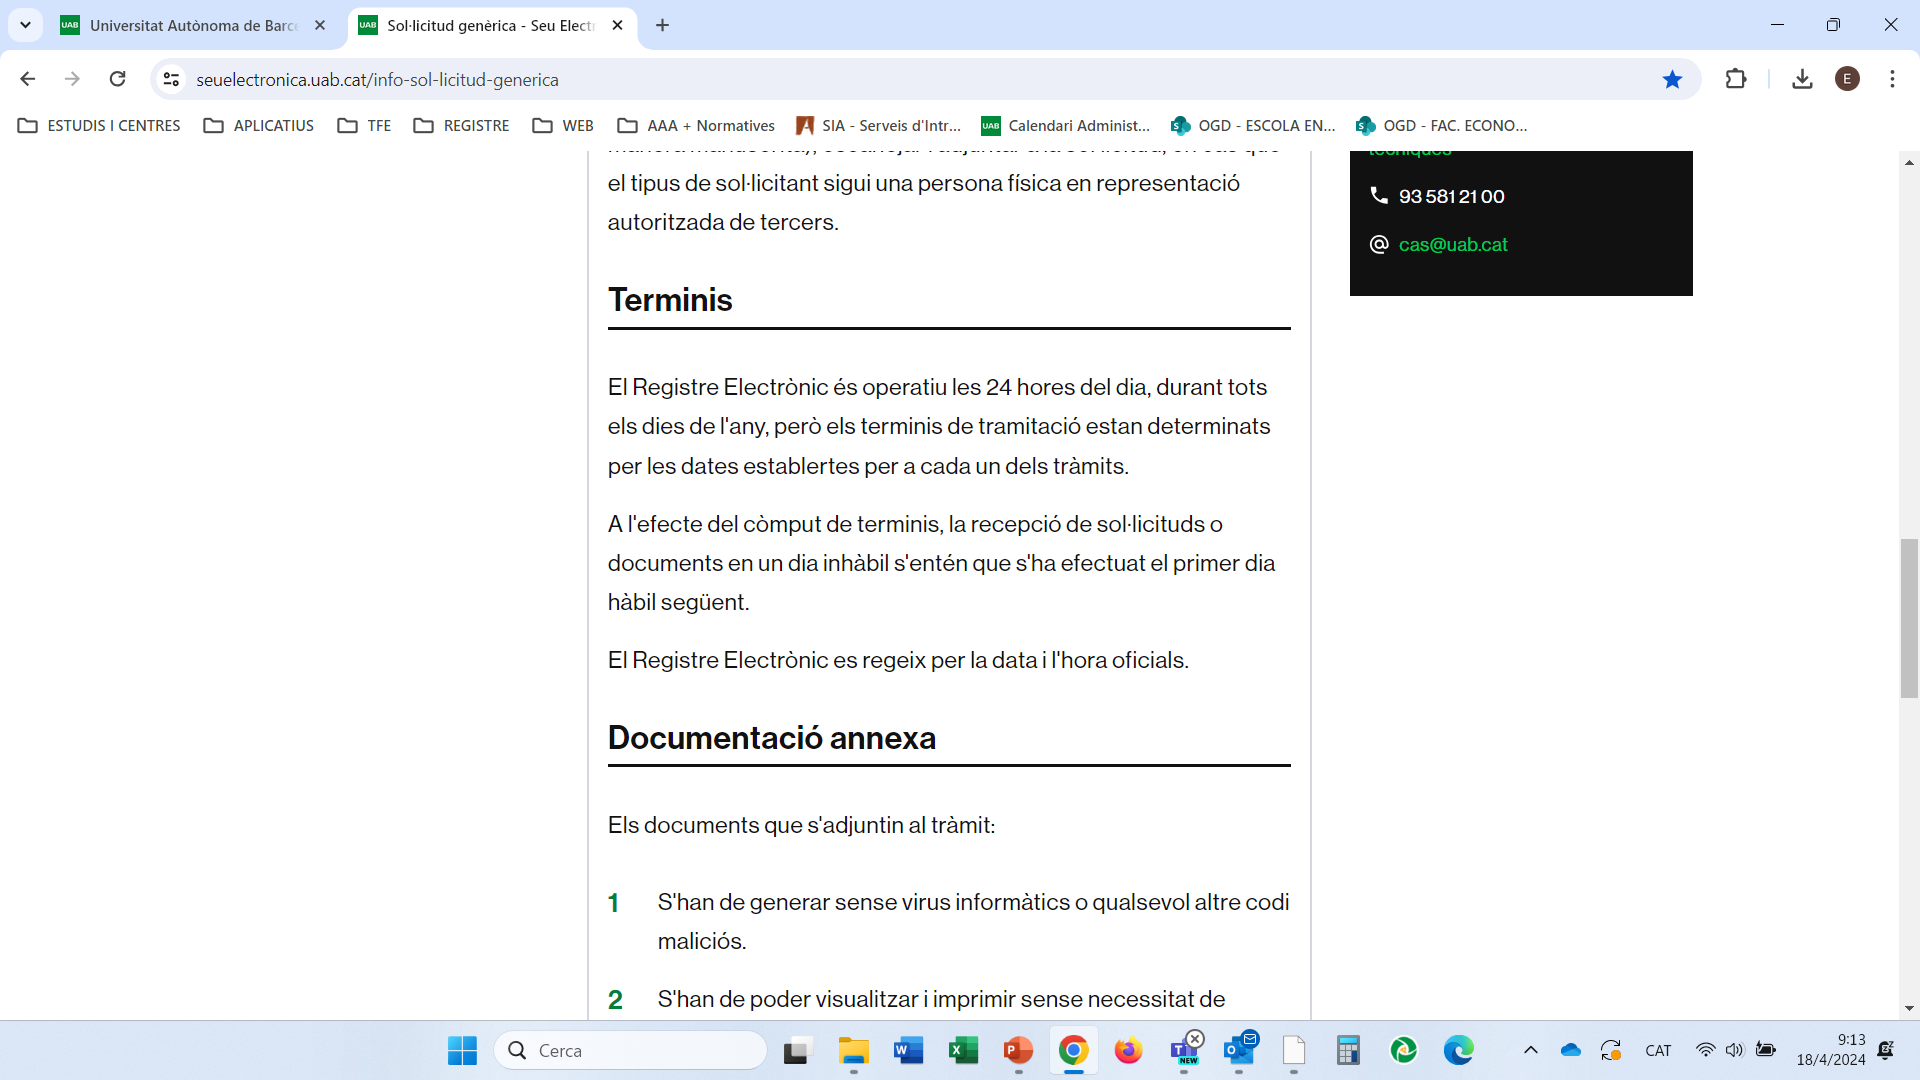 Universitat Autònoma de Barce
Sol·licitud genèrica - Seu Elect
seuelectronica.uab.cat/info-sol-licitud-generica
E
ESTUDIS I CENTRES
APLICATIUS
TFE
REGISTRE
WEB
AAA + Normatives
SIA - Serveis d'Intr...
Calendari Administ...
OGD - ESCOLA EN...
OGD - FAC. ECONO...
el tipus de sol·licitant sigui una persona física en representació
autoritzada de tercers.
tècniques
93 581 21 00
cas@uab.cat
Terminis
El Registre Electrònic és operatiu les 24 hores del dia, durant tots
els dies de l'any, però els terminis de tramitació estan determinats
per les dates establertes per a cada un dels tràmits.
A l'efecte del còmput de terminis, la recepció de sol·licituds o
documents en un dia inhàbil s'entén que s'ha efectuat el primer dia
hàbil següent.
El Registre Electrònic es regeix per la data i l'hora oficials.
Documentació annexa
Els documents que s'adjuntin al tràmit:
1 S'han de generar sense virus informàtics o qualsevol altre codi
maliciós.
2 S'han de poder visualitzar i imprimir sense necessitat de
Cerca
NEW
CAT
9:13
18/4/2024